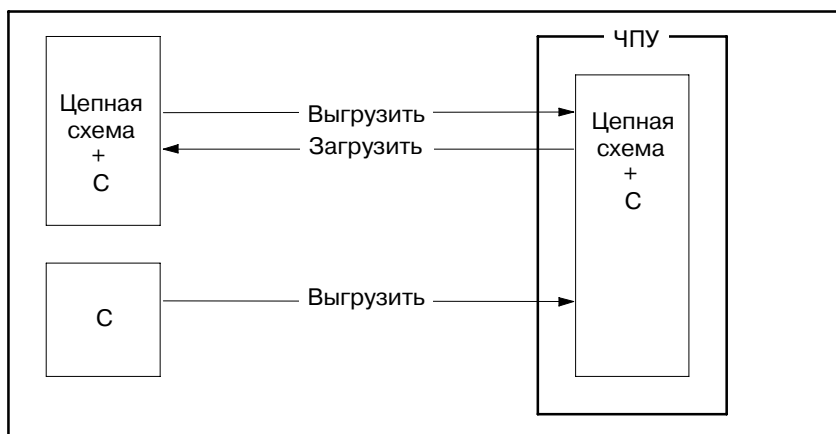 ЧПУ
Цепная
схема
+
С
Выгрузить
Загрузить
Цепная
схема
+
С
С
Выгрузить